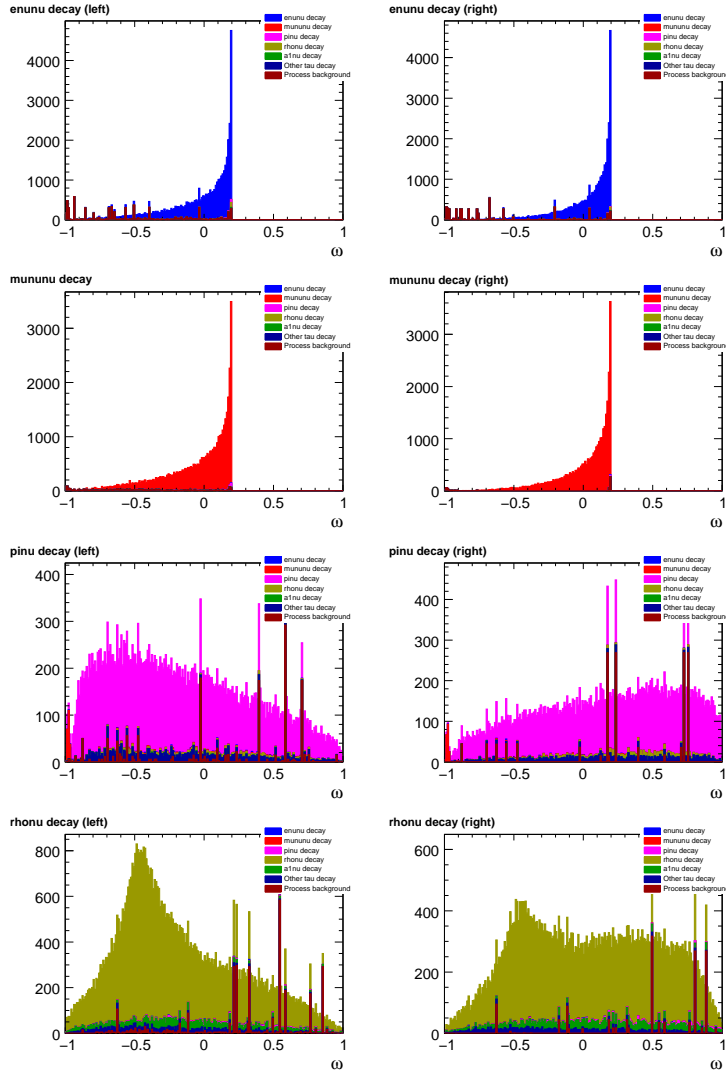 enunu decay (left)
enunu decay
mununu decay
pinu decay
rhonu decay
a1nu decay
Other tau decay
Process background
4000
3000
2000
1000
0
−1 −0.5 0 0.5 1
ω
enunu decay (right)
enunu decay
mununu decay
pinu decay
rhonu decay
a1nu decay
Other tau decay
Process background
4000
3000
2000
1000
0
−1 −0.5 0 0.5 1
ω
mununu decay
enunu decay
mununu decay
pinu decay
rhonu decay
a1nu decay
Other tau decay
Process background
3000
2000
1000
0
−1 −0.5 0 0.5 1
ω
mununu decay (right)
enunu decay
mununu decay
pinu decay
rhonu decay
a1nu decay
Other tau decay
Process background
3000
2000
1000
0
−1 −0.5 0 0.5 1
ω
pinu decay (left)
enunu decay
mununu decay
pinu decay
rhonu decay
a1nu decay
Other tau decay
Process background
400
300
200
100
0
−1 −0.5 0 0.5 1
ω
pinu decay (right)
enunu decay
mununu decay
pinu decay
rhonu decay
a1nu decay
Other tau decay
Process background
400
300
200
100
0
−1 −0.5 0 0.5 1
ω
rhonu decay (left)
enunu decay
mununu decay
pinu decay
rhonu decay
a1nu decay
Other tau decay
Process background
800
600
400
200
0
−1 −0.5 0 0.5 1
ω
rhonu decay (right)
enunu decay
mununu decay
pinu decay
rhonu decay
a1nu decay
Other tau decay
Process background
600
400
200
0
−1 −0.5 0 0.5 1
ω